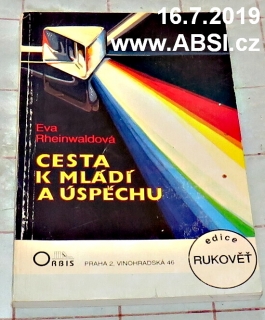 16.7.2019
www.ABSI.cz
Eva
Rheinwaldová
CESTA
K MLÁDÍ
A ÚSPĚCHU
ORBIS
PRAHA 2, VINOHRADSKÁ 46
edice
RUKOVĚŤ